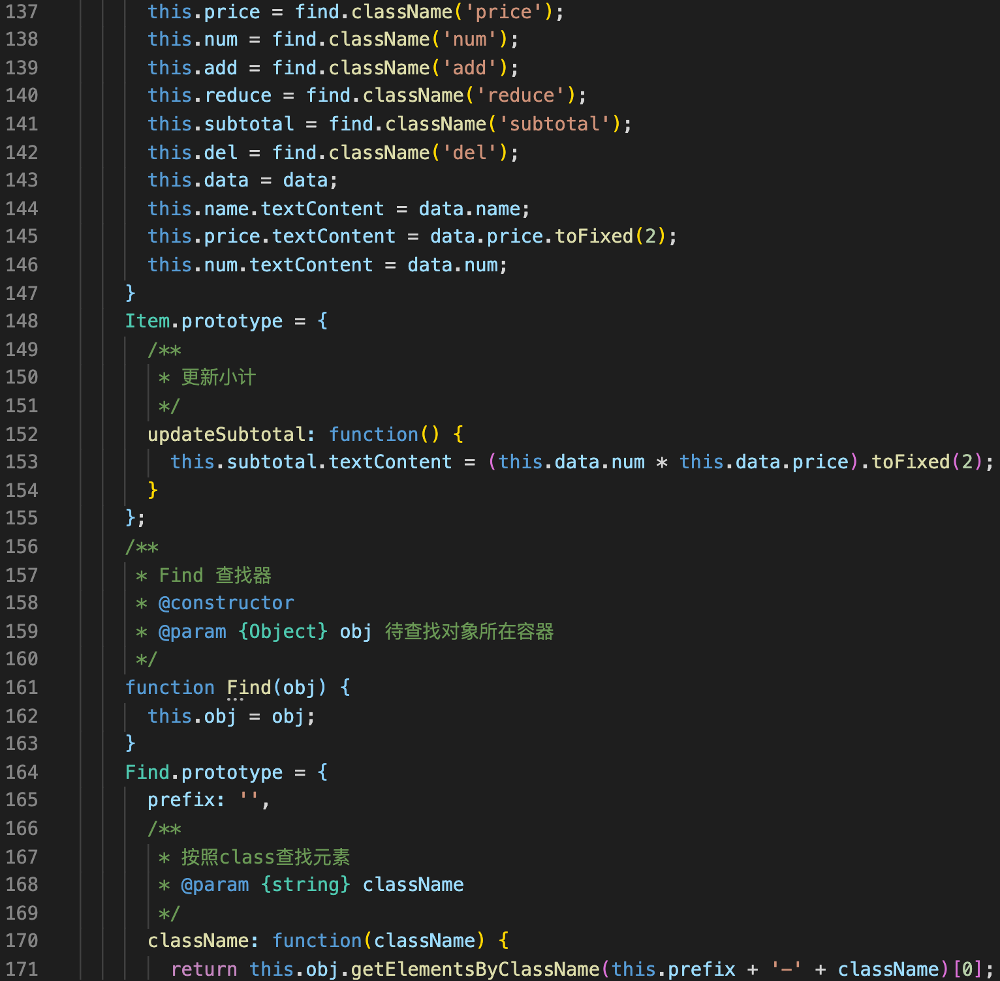 137 this.price = find.className('price');
138 this.num = find.className('num');
139 this.add = find.className('add');
140 this.reduce = find.className('reduce');
141 this.subtotal = find.className('subtotal');
142 this.del = find.className('del');
143 this.data = data;
144 this.name.textContent = data.name;
145 this.price.textContent = data.price.toFixed(2);
146 this.num.textContent = data.num;
147 }
148 Item.prototype = {
149 /**
150 * 更新小计
151 */
152 updateSubtotal: function() {
153 this.subtotal.textContent = (this.data.num * this.data.price).toFixed(2);
154 }
155 };
156 /**
157 * Find 查找器
158 * @constructor
159 * @param {Object} obj 待查找对象所在容器
160 */
161 function Find(obj) {
162 this.obj = obj;
163 }
164 Find.prototype = {
165 prefix: '',
166 /**
167 * 按照class查找元素
168 * @param {string} className
169 */
170 className: function(className) {
171 return this.obj.getElementsByClassName(this.prefix + '-' + className)[0];